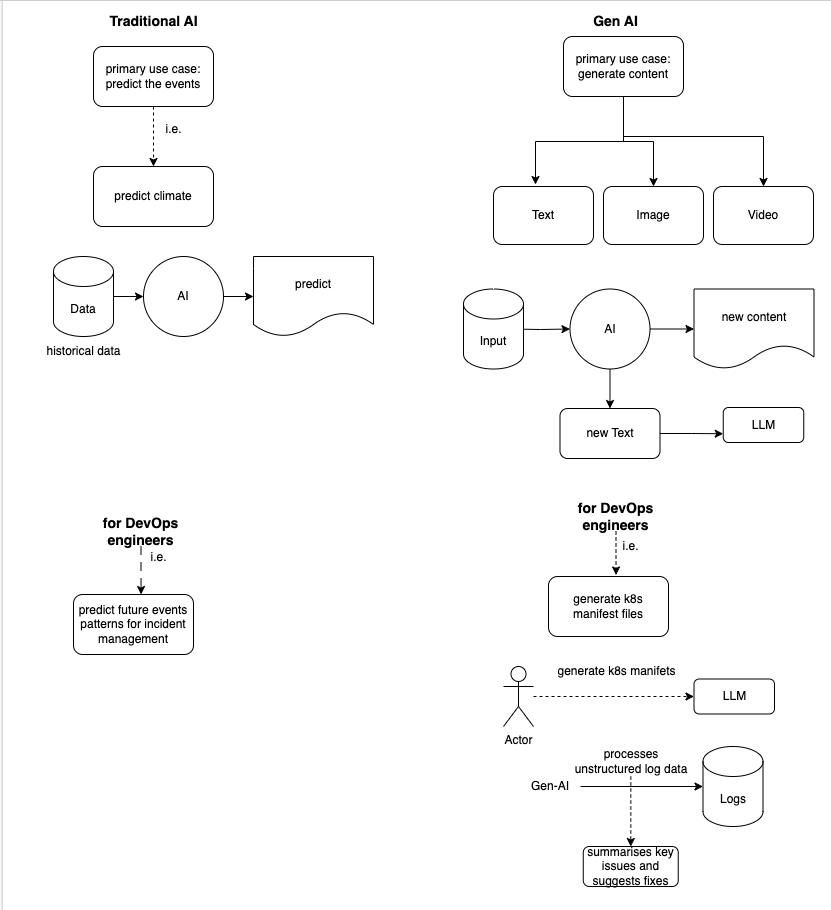 Traditional AI
primary use case:
predict the events
i.e.
predict climate
Data
AI
predict
historical data
for DevOps
engineers
i.e.
predict future events
patterns for incident
management
Gen AI
primary use case:
generate content
Text
Image
Video
Input
AI
new content
new Text
LLM
for DevOps
engineers
i.e.
generate k8s
manifest files
generate k8s manifets
LLM
Actor
processes
unstructured log data
Gen-AI
Logs
summarises key
issues and
suggests fixes